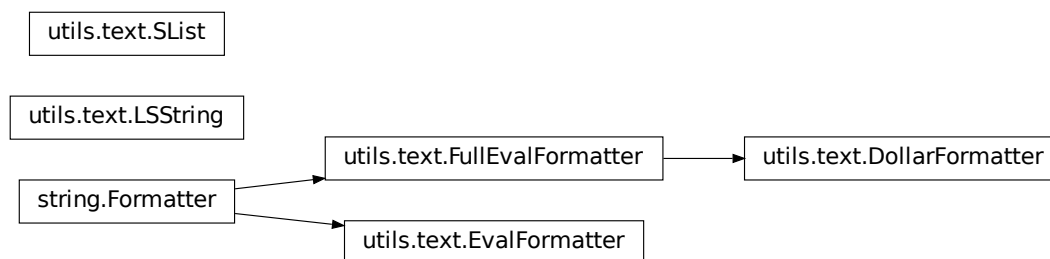 utils.text.SList
utils.text.LSString
utils.text.FullEvalFormatter
utils.text.DollarFormatter
string.Formatter
utils.text.EvalFormatter